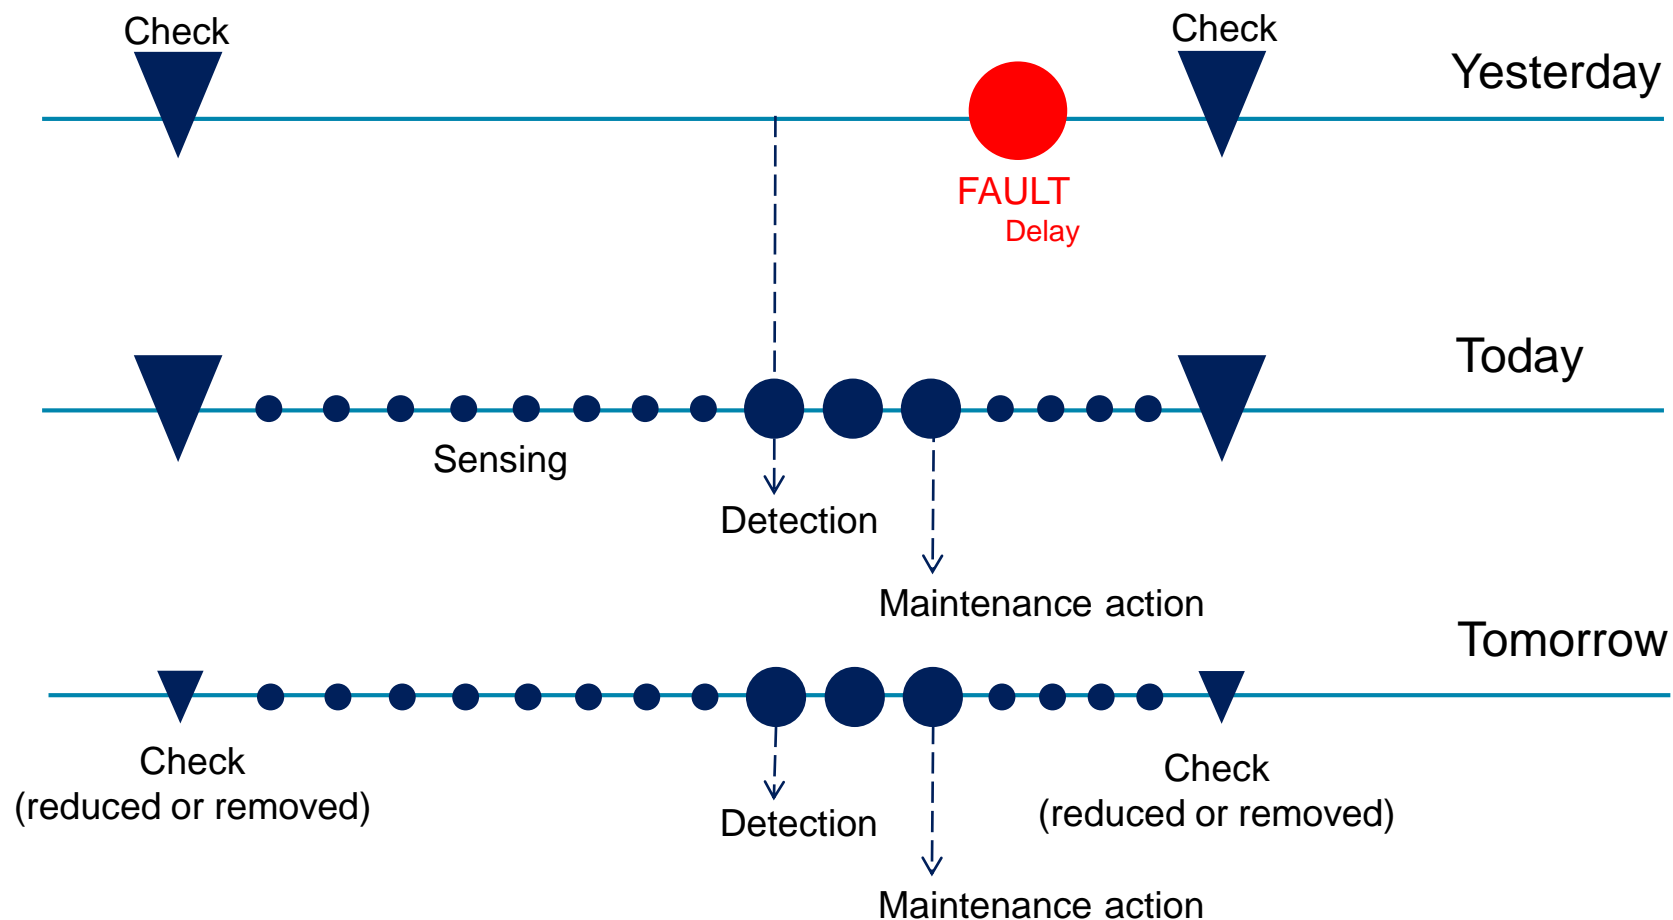 Check
Check
Yesterday
FAULT
Delay
Today
Sensing
Detection
Maintenance action
Tomorrow
Check
(reduced or removed)
Check
(reduced or removed)
Detection
Maintenance action